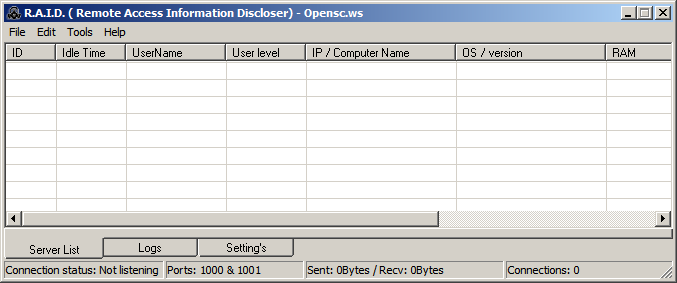 R.A.I.D. ( Remote Access Information Discloser) - Opensc.ws
File Edit Tools Help
ID Idle Time UserName User level IP / Computer Name OS / version RAM
Server List Logs Setting's
Connection status: Not listening Ports: 1000 & 1001 Sent: 0Bytes / Recv: 0Bytes Connections: 0